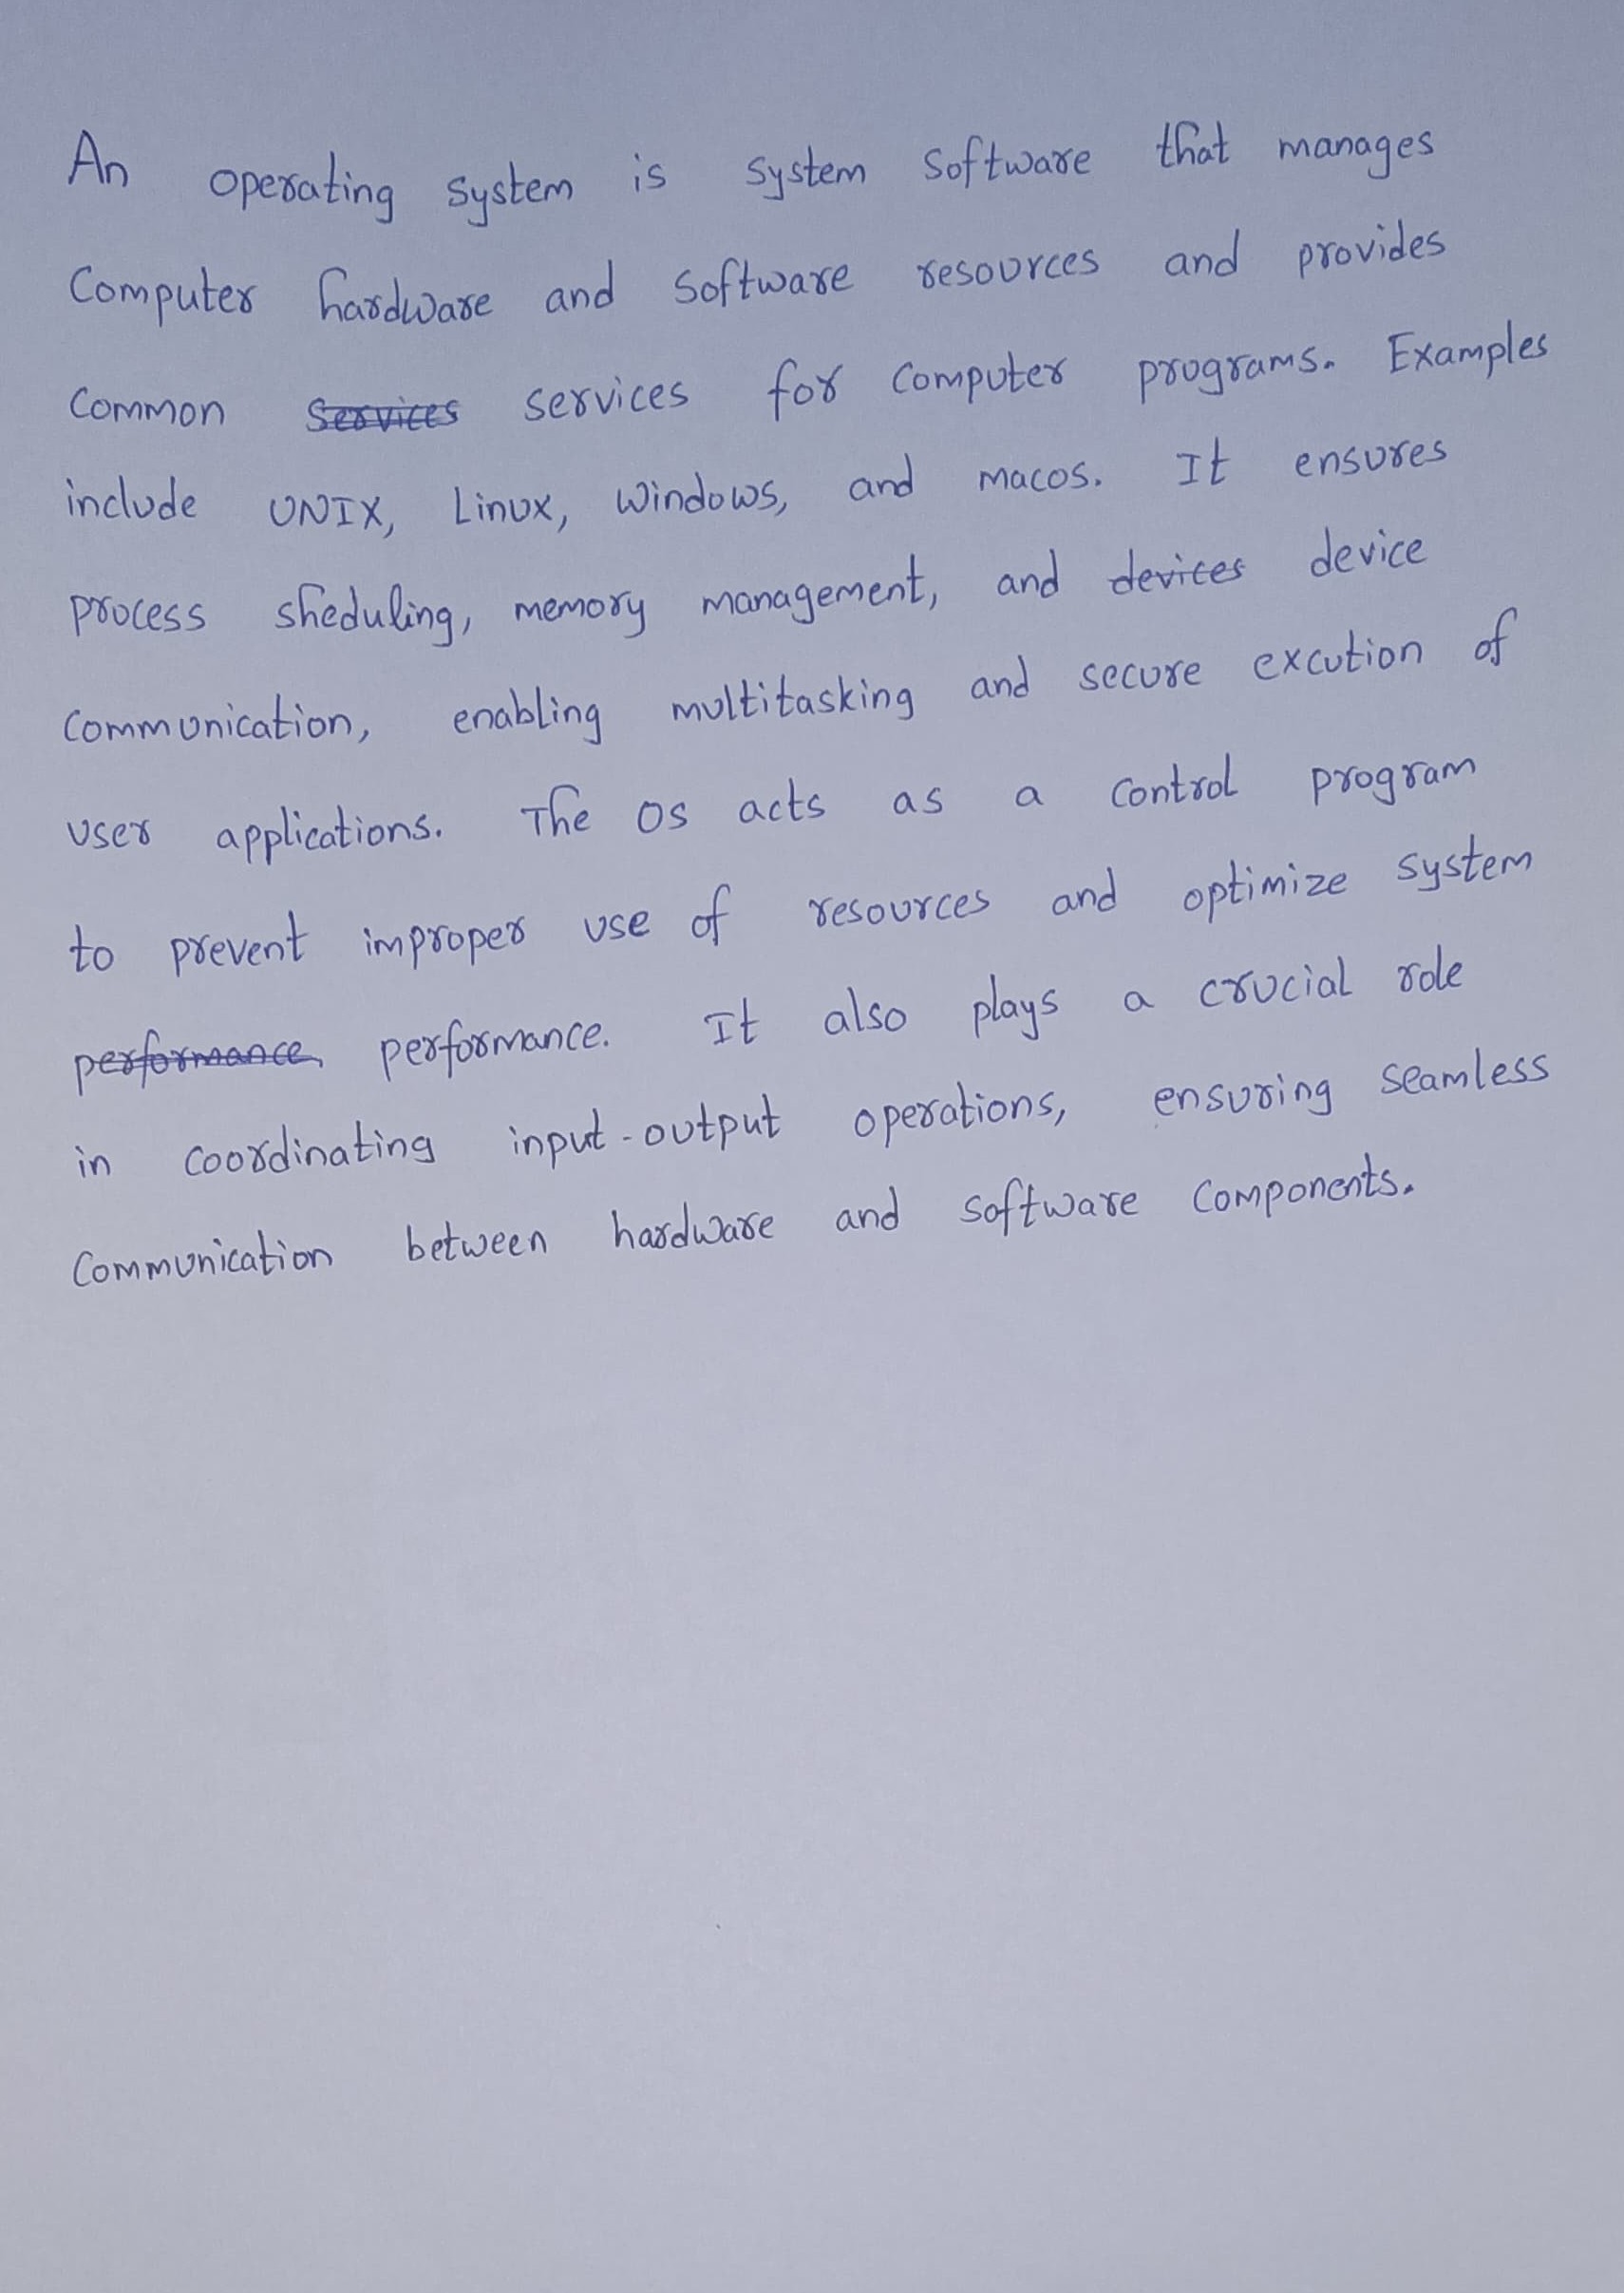 An operating system is system software that manages
Computer hardware and software resources and provides
Common services services for computer programs. Examples
include UNIX, Linux, Windows, and macos. It ensures
process sheduling, memory management, and devices device
communication, enabling multitasking and secure excution of
user applications. The OS acts as a control program
to prevent improper use of resources and optimize system
performance, performance. It also plays a crucial role
in coordinating input-output operations, ensuring seamless
Communication between hardware and software components.